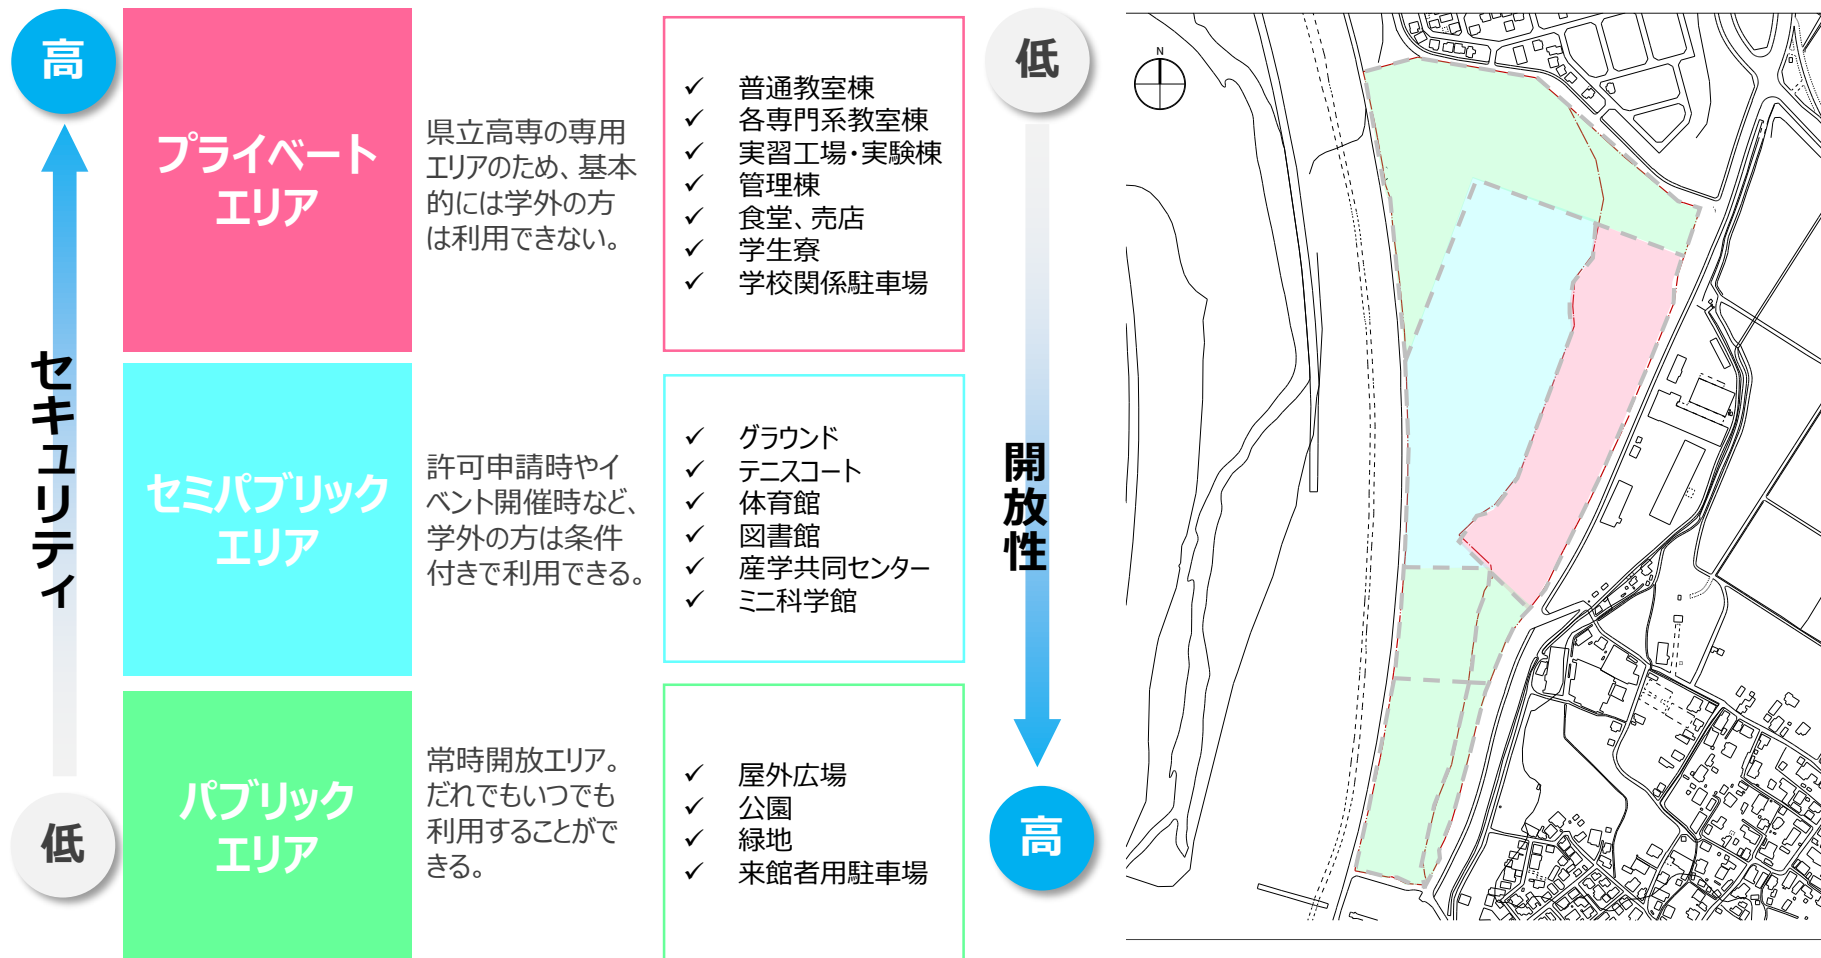 高
セキュリティ
低
プライベート
エリア
県立高専の専用
エリアのため、基本
的には学外の方
は利用できない。
✓ 普通教室棟
✓ 各専門系教室棟
✓ 実習工場・実験棟
✓ 管理棟
✓ 食堂、売店
✓ 学生寮
✓ 学校関係駐車場
セミパブリック
エリア
許可申請時やイ
ベント開催時など、
学外の方は条件
付きで利用できる。
✓ グラウンド
✓ テニスコート
✓ 体育館
✓ 図書館
✓ 産学共同センター
✓ ミニ科学館
パブリック
エリア
常時開放エリア。
だれでもいつでも
利用することがで
きる。
✓ 屋外広場
✓ 公園
✓ 緑地
✓ 来館者用駐車場
低
開放性
高
N